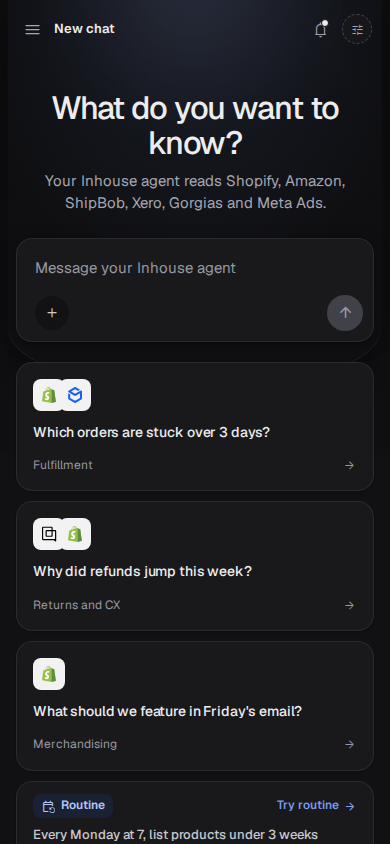 New chat
What do you want to
know?
Your Inhouse agent reads Shopify, Amazon,
ShipBob, Xero, Gorgias and Meta Ads.
Message your Inhouse agent
Which orders are stuck over 3 days?
Fulfillment
Why did refunds jump this week?
Returns and CX
What should we feature in Friday's email?
Merchandising
Routine
Try routine
Every Monday at 7, list products under 3 weeks